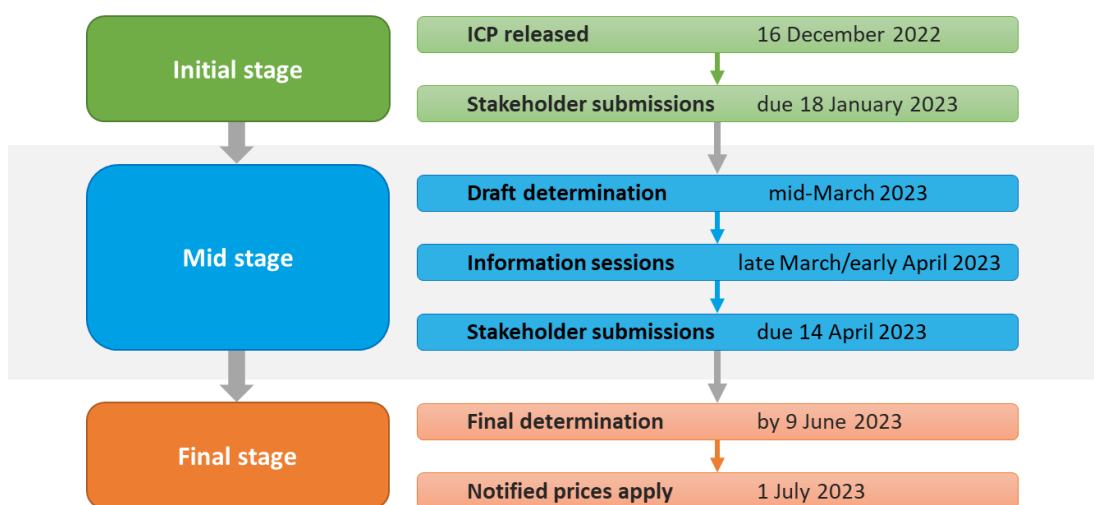 Initial stage
ICP released 16 December 2022
Stakeholder submissions due 18 January 2023
Mid stage
Draft determination mid-March 2023
Information sessions late March/early April 2023
Stakeholder submissions due 14 April 2023
Final stage
Final determination by 9 June 2023
Notified prices apply 1 July 2023